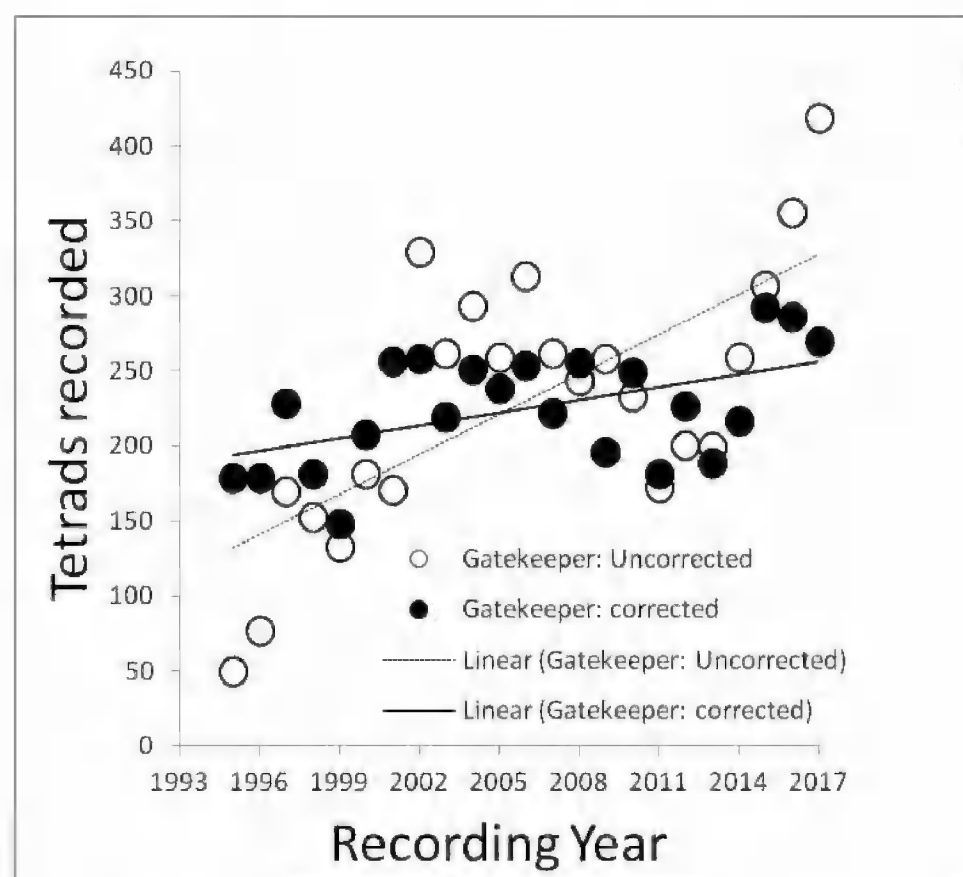 450
400
350
300
250
200
150
100
50
0
Tetrads recorded
Gatekeeper: Uncorrected
Gatekeeper: corrected
Linear (Gatekeeper: Uncorrected)
Linear (Gatekeeper: corrected)
1993 1996 1999 2002 2005 2008 2011 2014 2017
Recording Year